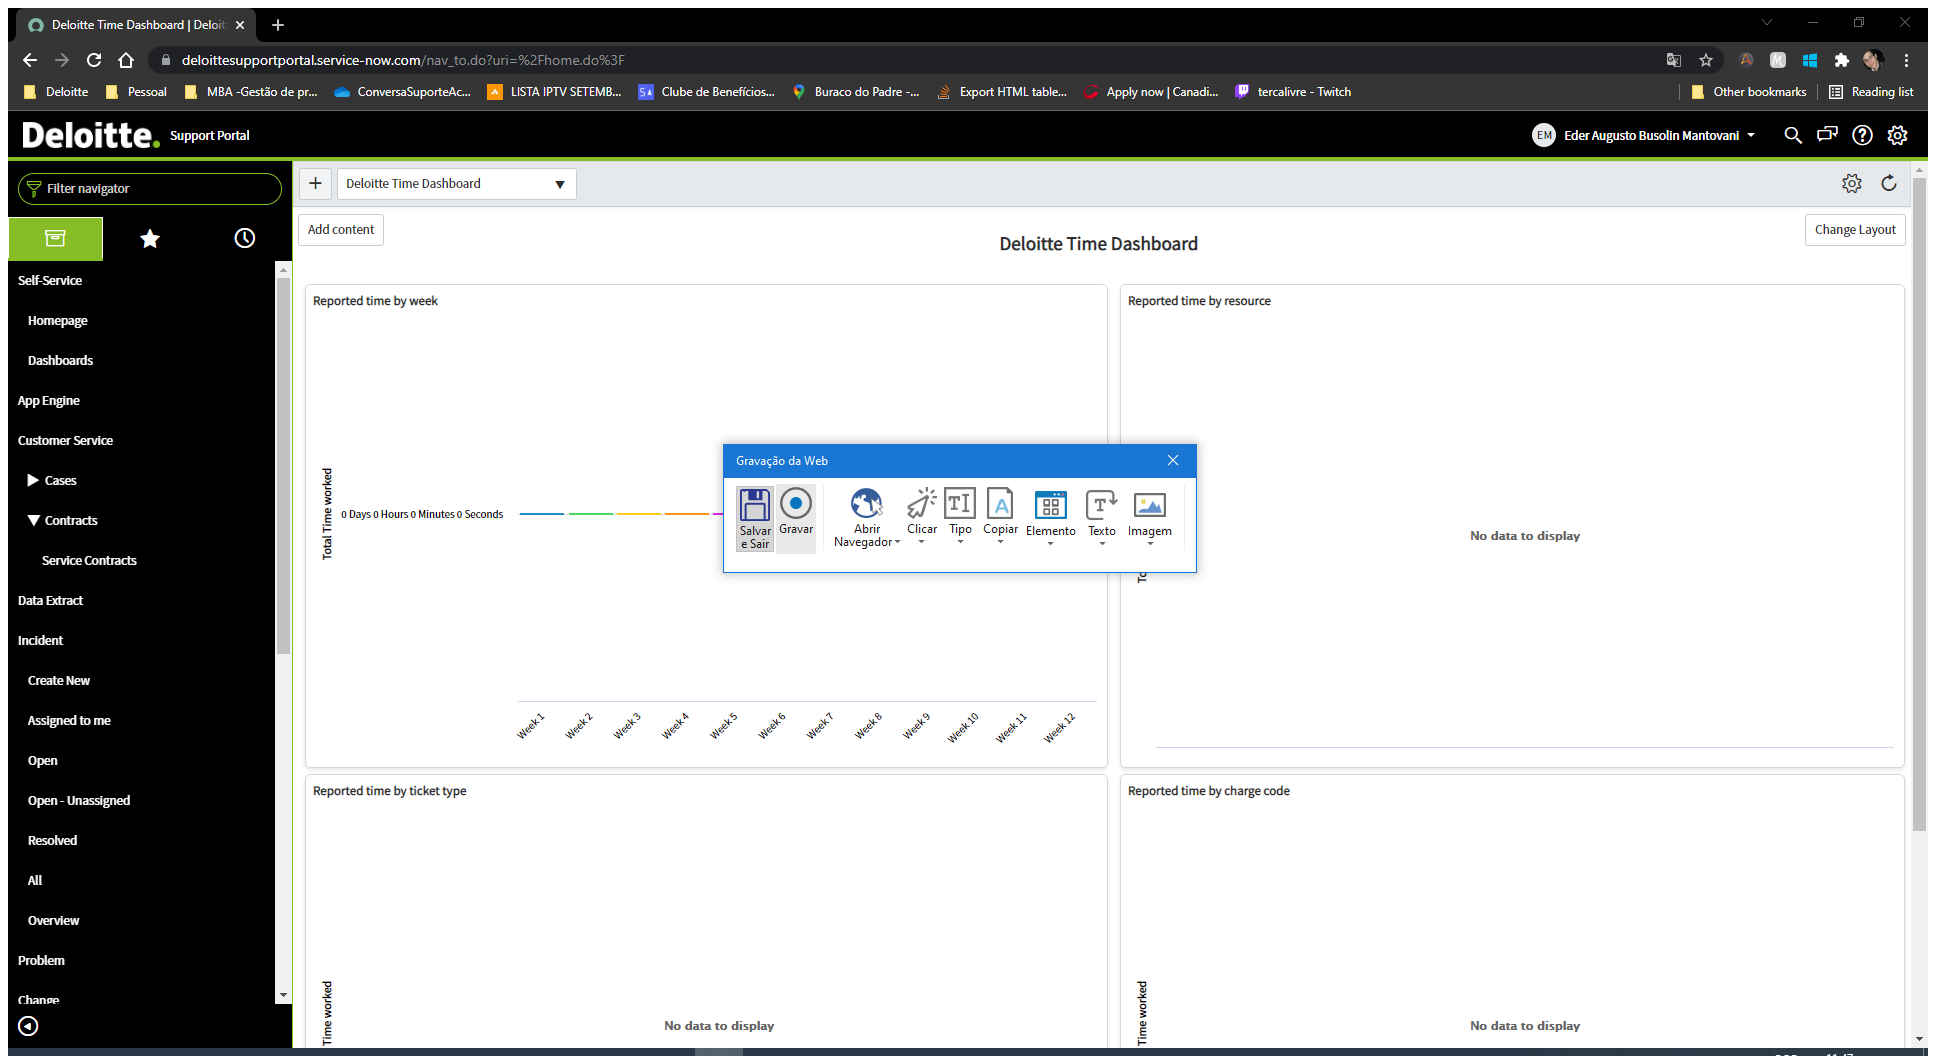 Deloitte Time Dashboard | Deloit
deloittesupportportal.service-now.com/nav_to.do?uri=%2Fhome.do%3F
Deloitte
Pessoal
MBA -Gestão de pr...
ConversaSuporteAc...
LISTA IPTV SETEMB...
Clube de Benefícios...
Buraco do Padre -...
Export HTML table...
Apply now | Canadi...
tercalivre - Twitch
Other bookmarks
Reading list
Deloitte.
Support Portal
EM
Eder Augusto Busolin Mantovani
Filter navigator
Self-Service
Homepage
Dashboards
App Engine
Customer Service
Cases
Contracts
Service Contracts
Data Extract
Incident
Create New
Assigned to me
Open
Open - Unassigned
Resolved
All
Overview
Problem
Change
Deloitte Time Dashboard
Add content
Deloitte Time Dashboard
Change Layout
Reported time by week
Total Time worked
0 Days 0 Hours 0 Minutes 0 Seconds
Week 1
Week 2
Week 3
Week 4
Week 5
Week 6
Week 7
Week 8
Week 9
Week 10
Week 11
Week 12
Reported time by resource
No data to display
Gravação da Web
Salvar e Sair
Gravar
Abrir Navegador
Clicar
Tipo
Copiar
Elemento
Texto
Imagem
Reported time by ticket type
Time worked
No data to display
Reported time by charge code
Time worked
No data to display